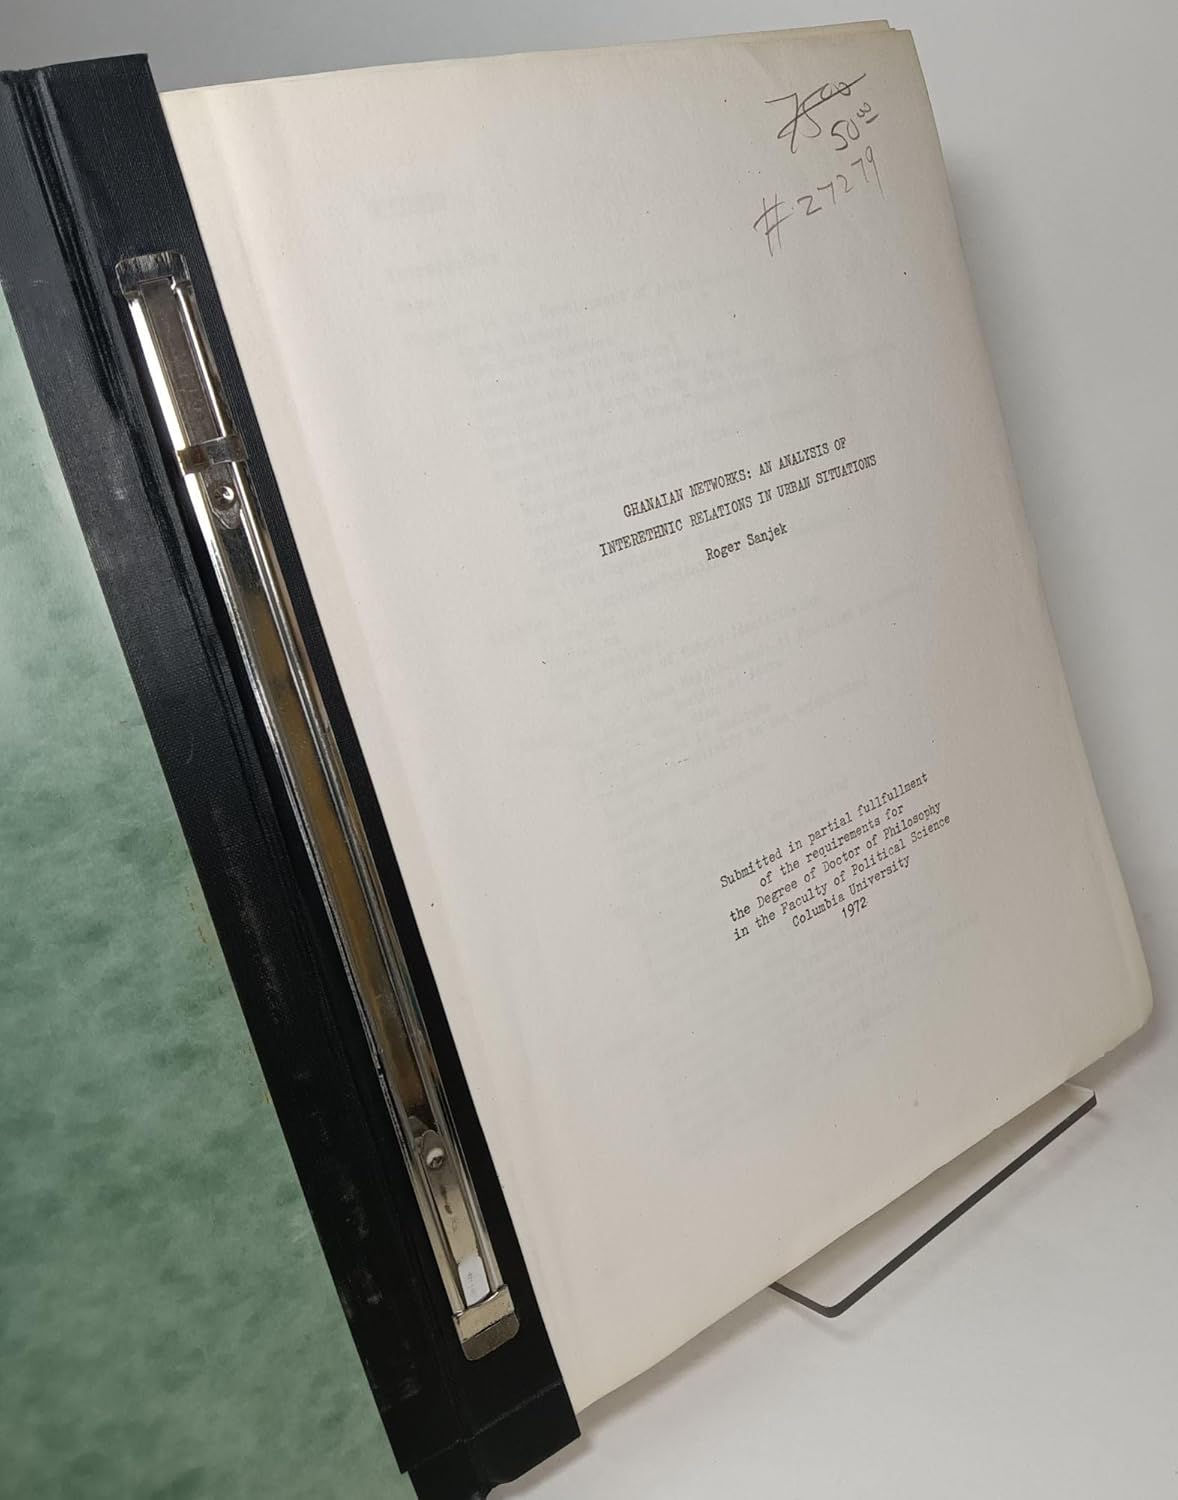 75.00
50.00
#27279
GHANAIAN NETWORKS: AN ANALYSIS OF
INTERETHNIC RELATIONS IN URBAN SITUATIONS
Roger Sanjek
Submitted in partial fullfullment
of the requirements for
the Degree of Doctor of Philosophy
in the Faculty of Political Science
Columbia University
1972